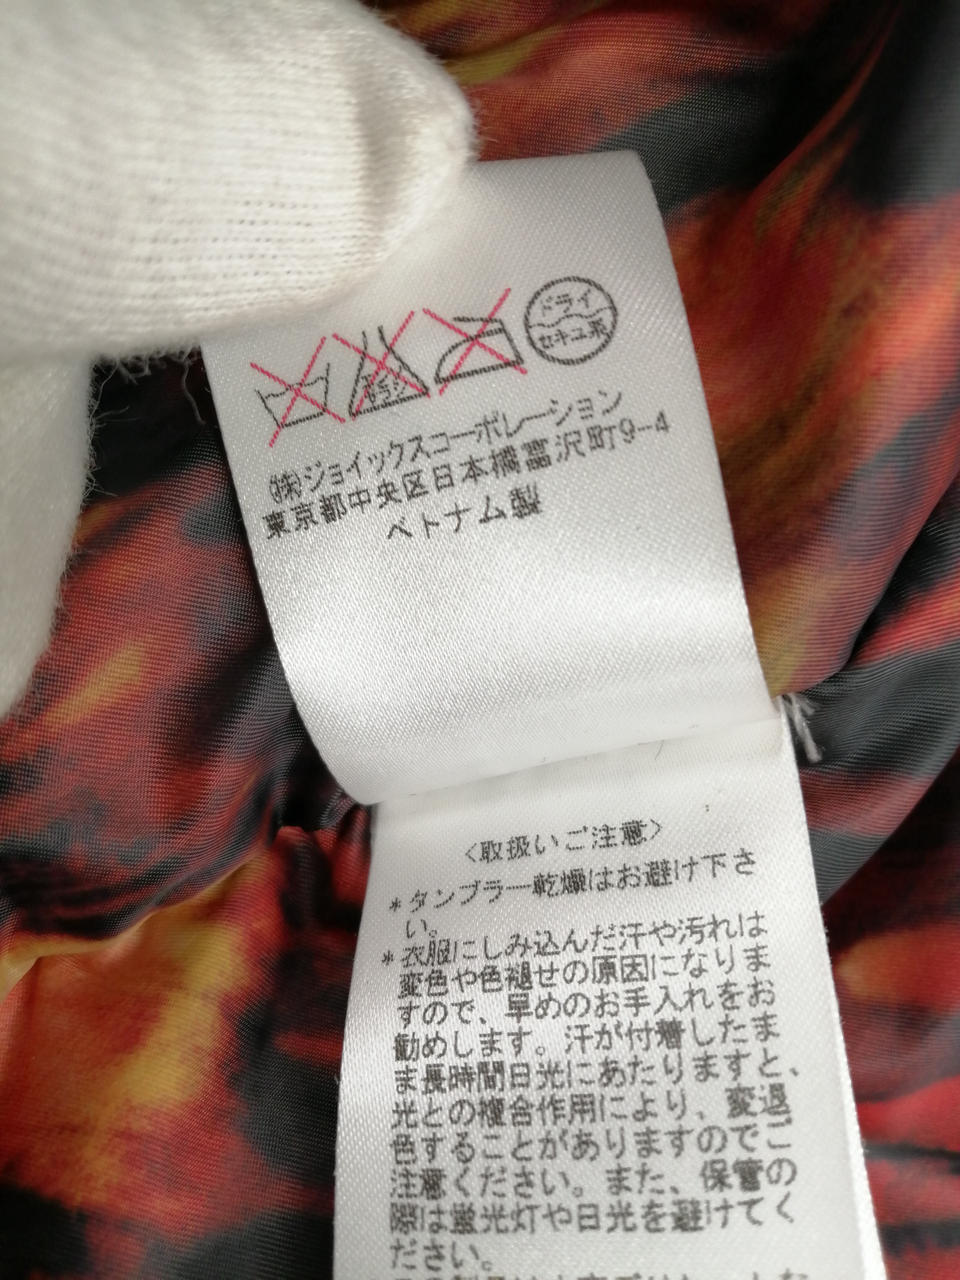 ドライ
セキユ系
エンソサラシ
(株)ジョイックスコーポレーション
東京都中央区日本橋富沢町9-4
ベトナム製
<取扱いご注意>
*タンブラー乾燥はお避け下さ
い。
*衣服にしみ込んだ汗や汚れは
変色や色褪せの原因になりま
すので、早めのお手入れをお
勧めします。汗が付着したま
ま長時間日光にあたりますと、
光との複合作用により、変退
色することがありますのでご
注意ください。また、保管の
際は蛍光灯や日光を避けてく
ださい。